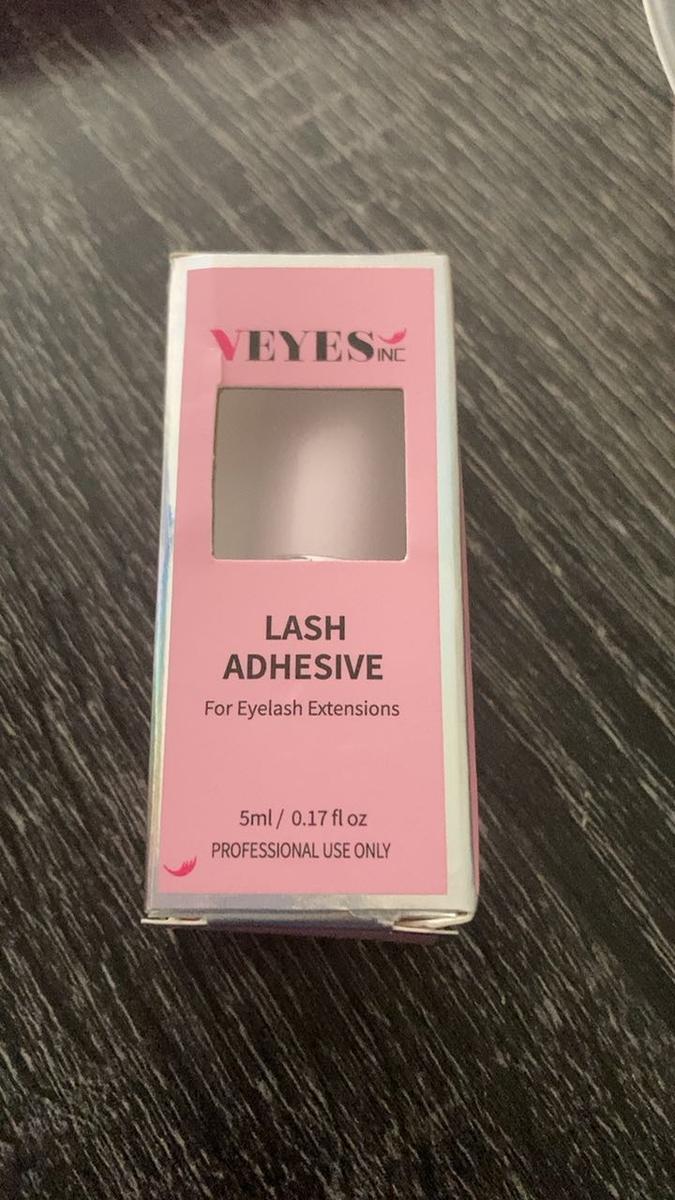 VEYES INC
LASH
ADHESIVE
For Eyelash Extensions
5ml / 0.17 fl oz
PROFESSIONAL USE ONLY